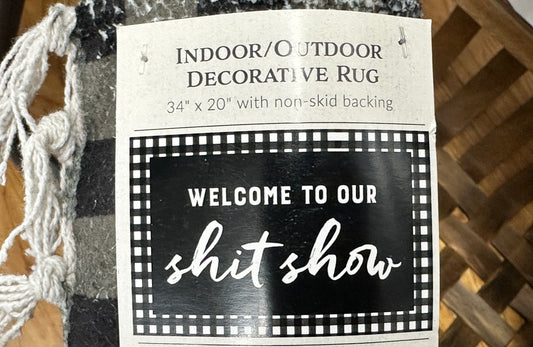 INDOOR/OUTDOOR
DECORATIVE RUG
34" x 20" with non-skid backing
WELCOME TO OUR
shit show